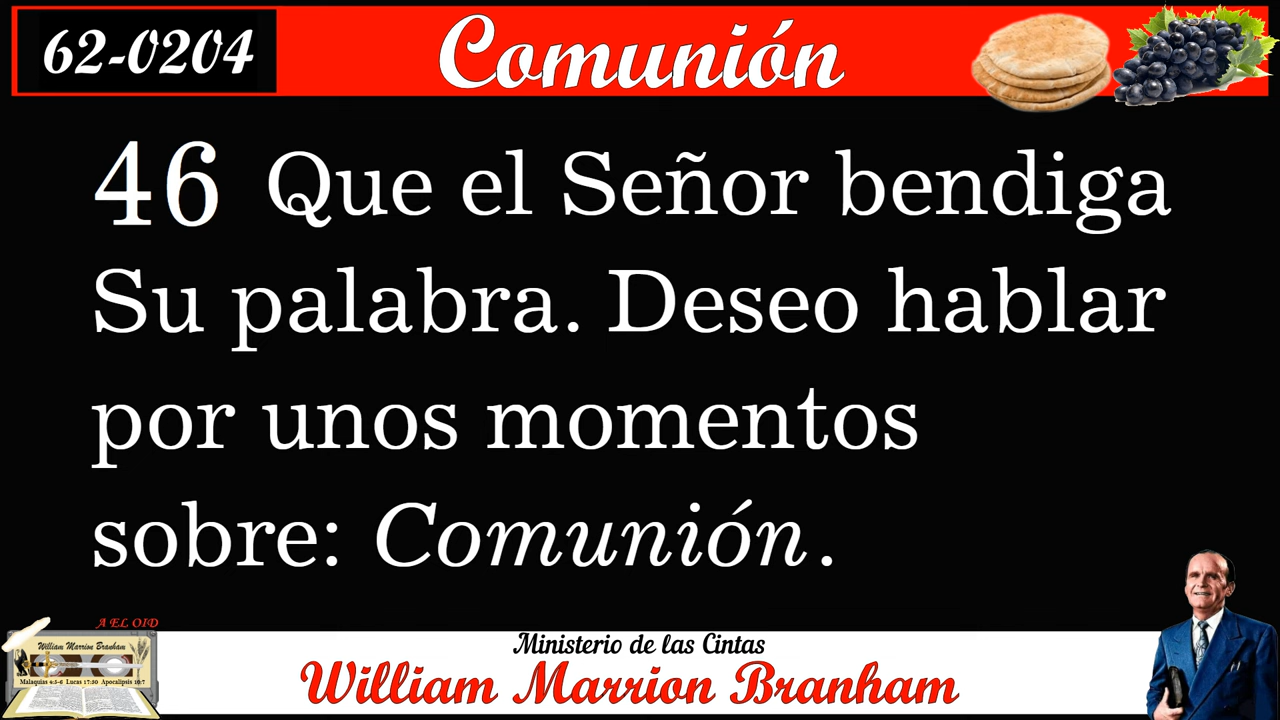 62-0204
Comunión
46 Que el Señor bendiga
Su palabra. Deseo hablar
por unos momentos
sobre: Comunión.
A EL OID
William Marrion Branham
Malaquias 4:5-6 Lucas 17:30 Apocalipsis 10:7
Ministerio de las Cintas
William Marrion Branham